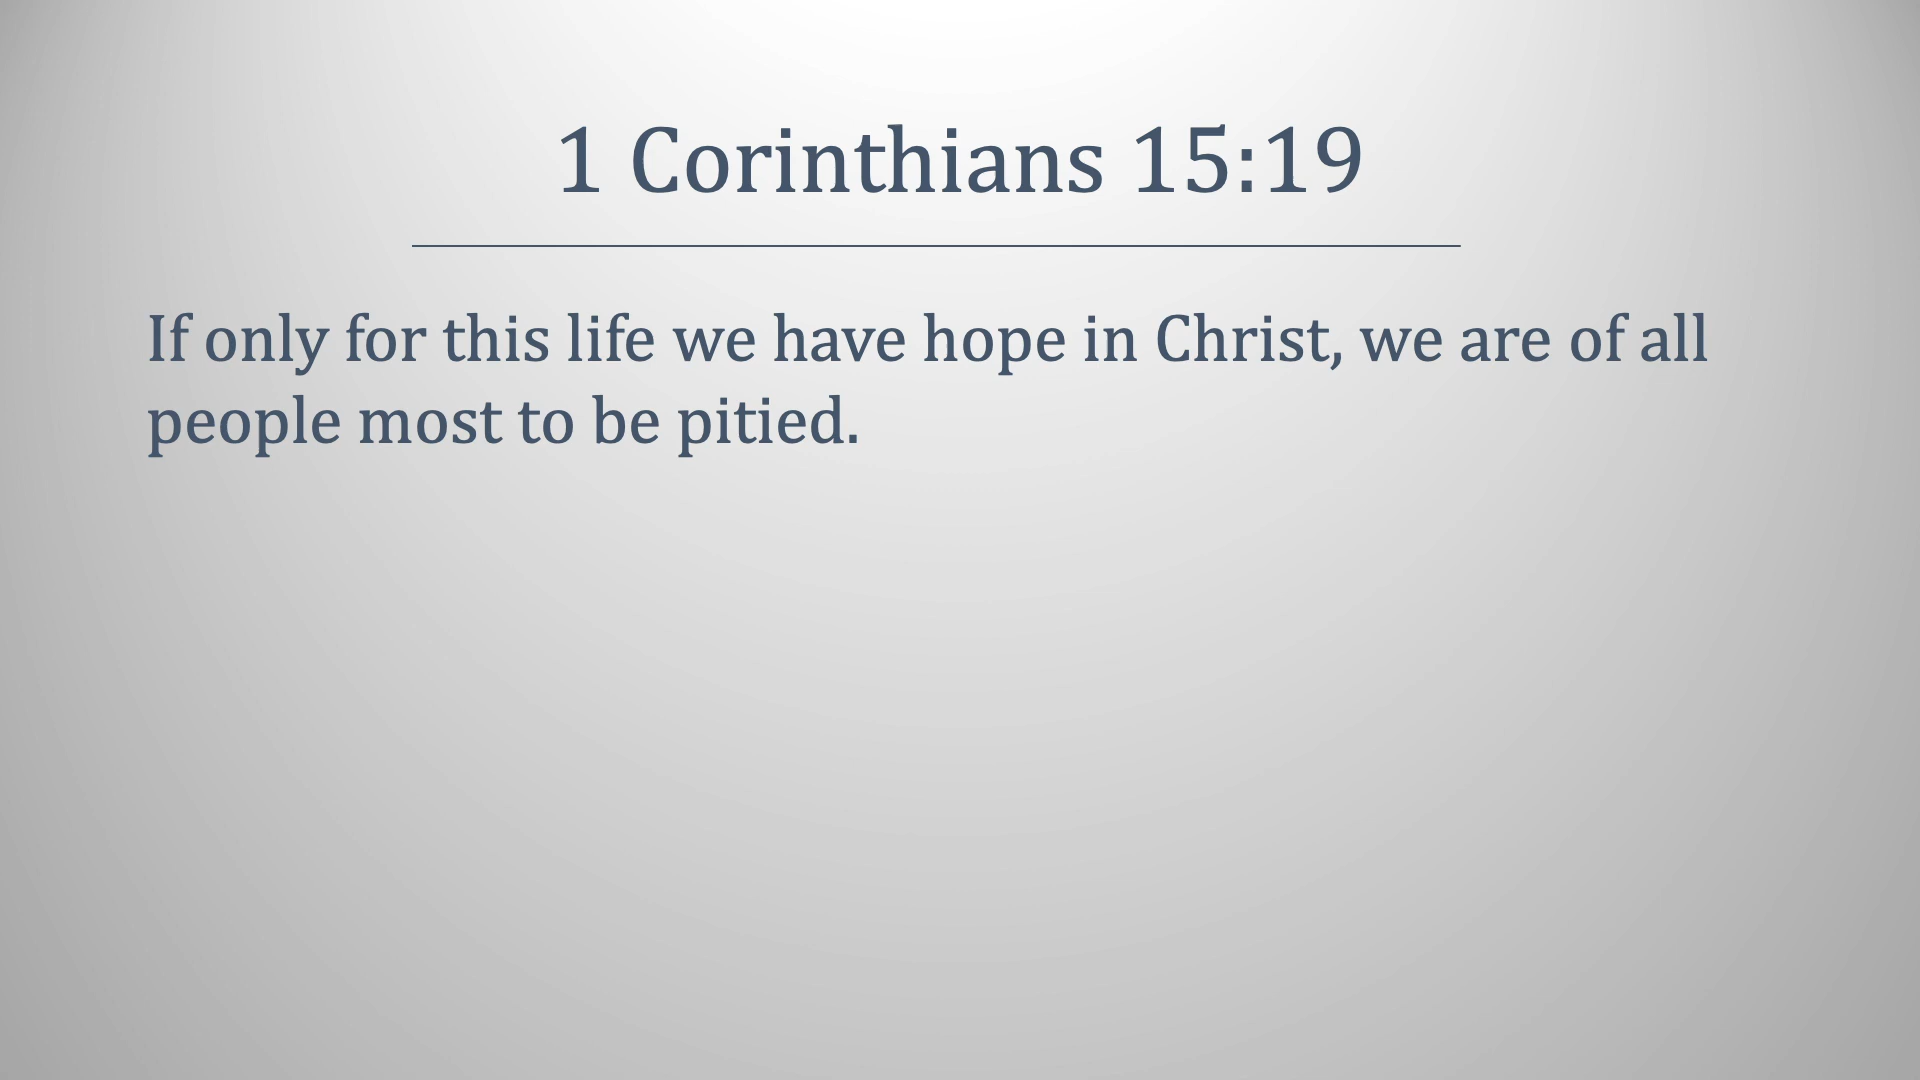 1 Corinthians 15:19
If only for this life we have hope in Christ, we are of all
people most to be pitied.